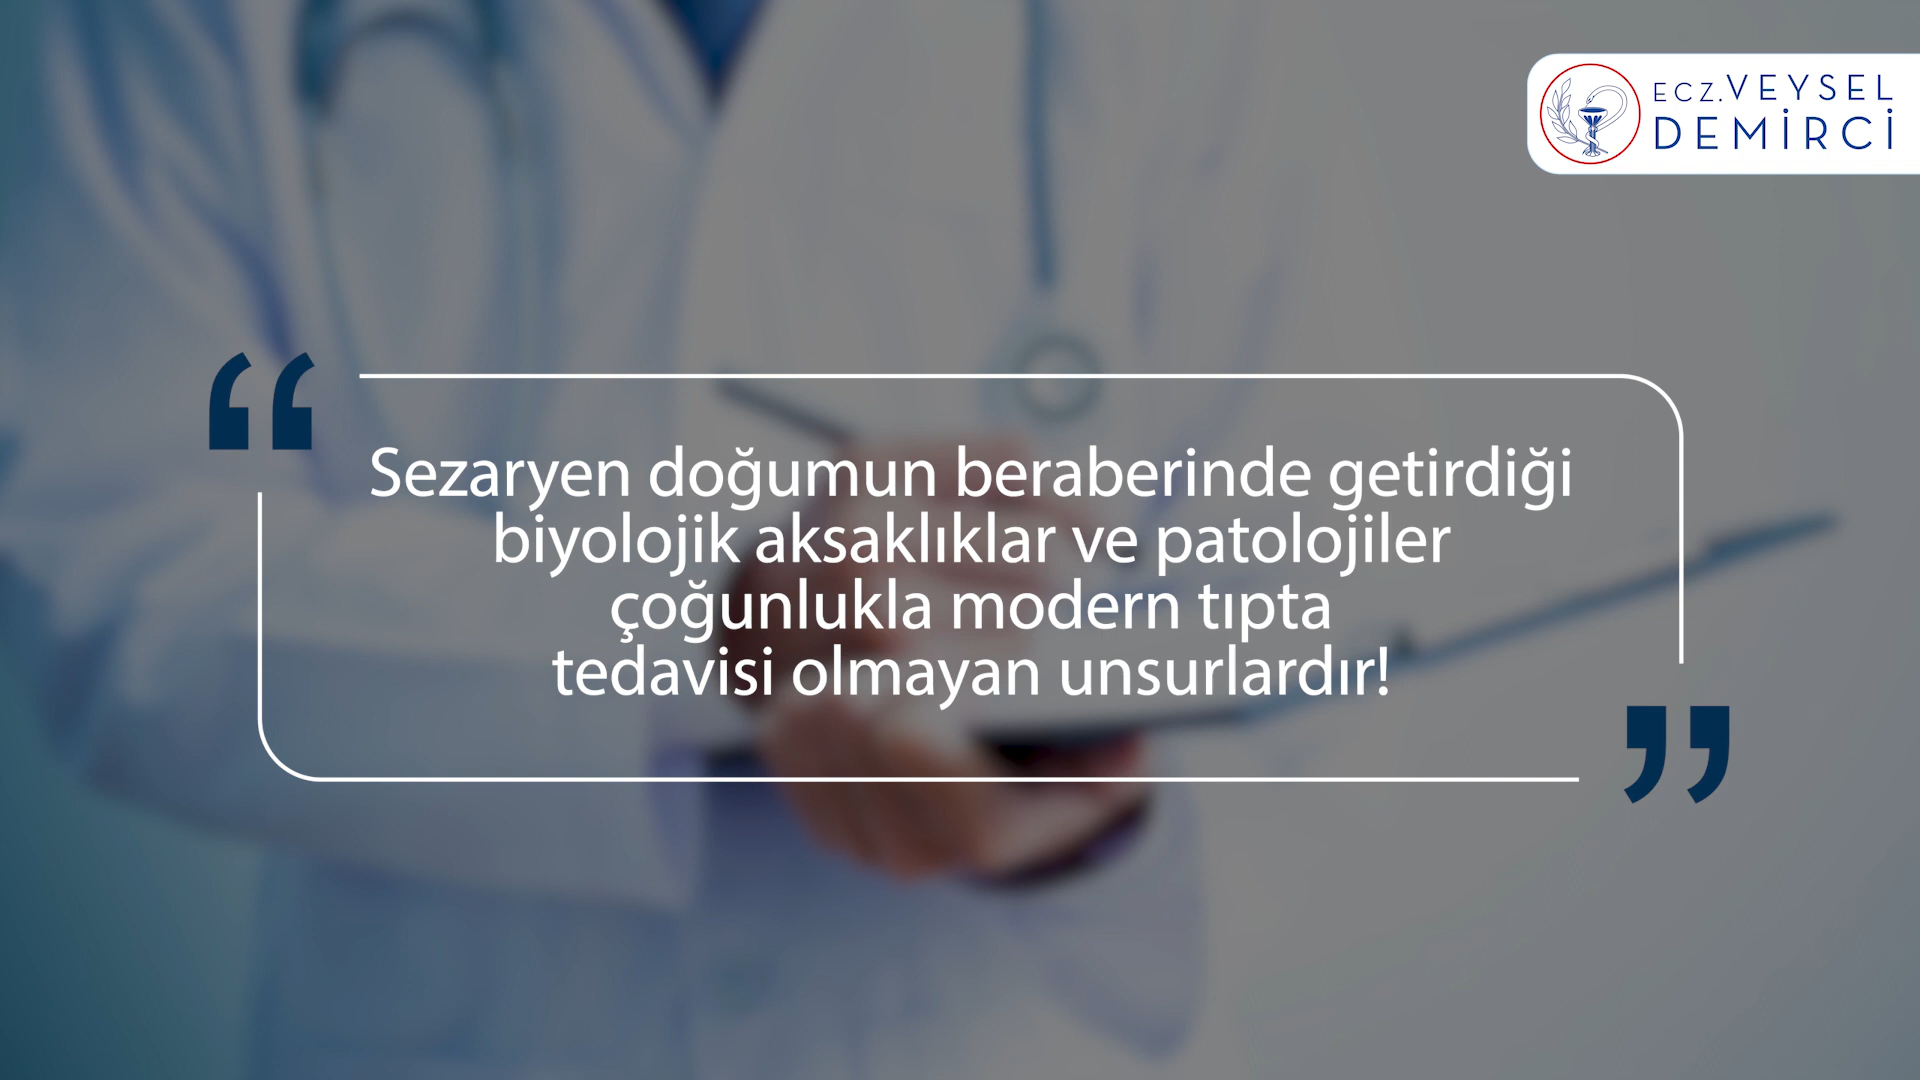 ECZ. VEYSEL
DEMİRCİ
“
Sezaryen doğumun beraberinde getirdiği
biyolojik aksaklıklar ve patolojiler
çoğunlukla modern tıpta
tedavisi olmayan unsurlardır!
”